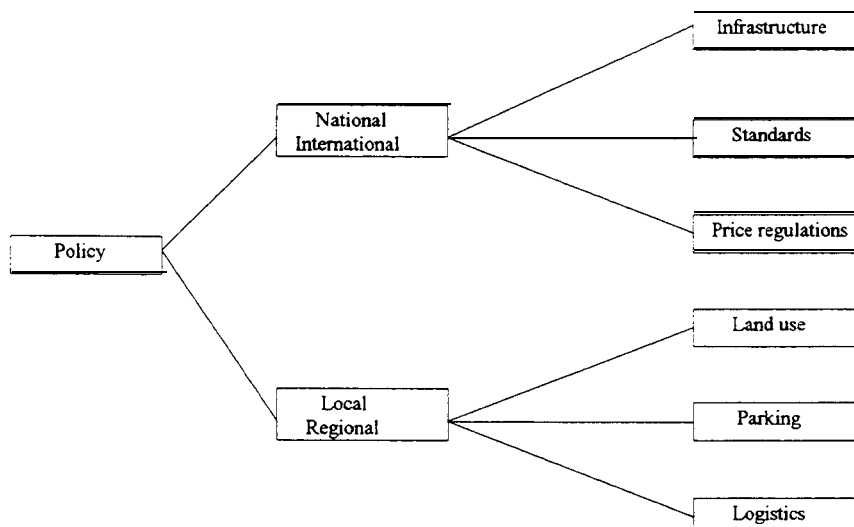 Infrastructure
National
International
Standards
Price regulations
Policy
Land use
Local
Regional
Parking
Logistics